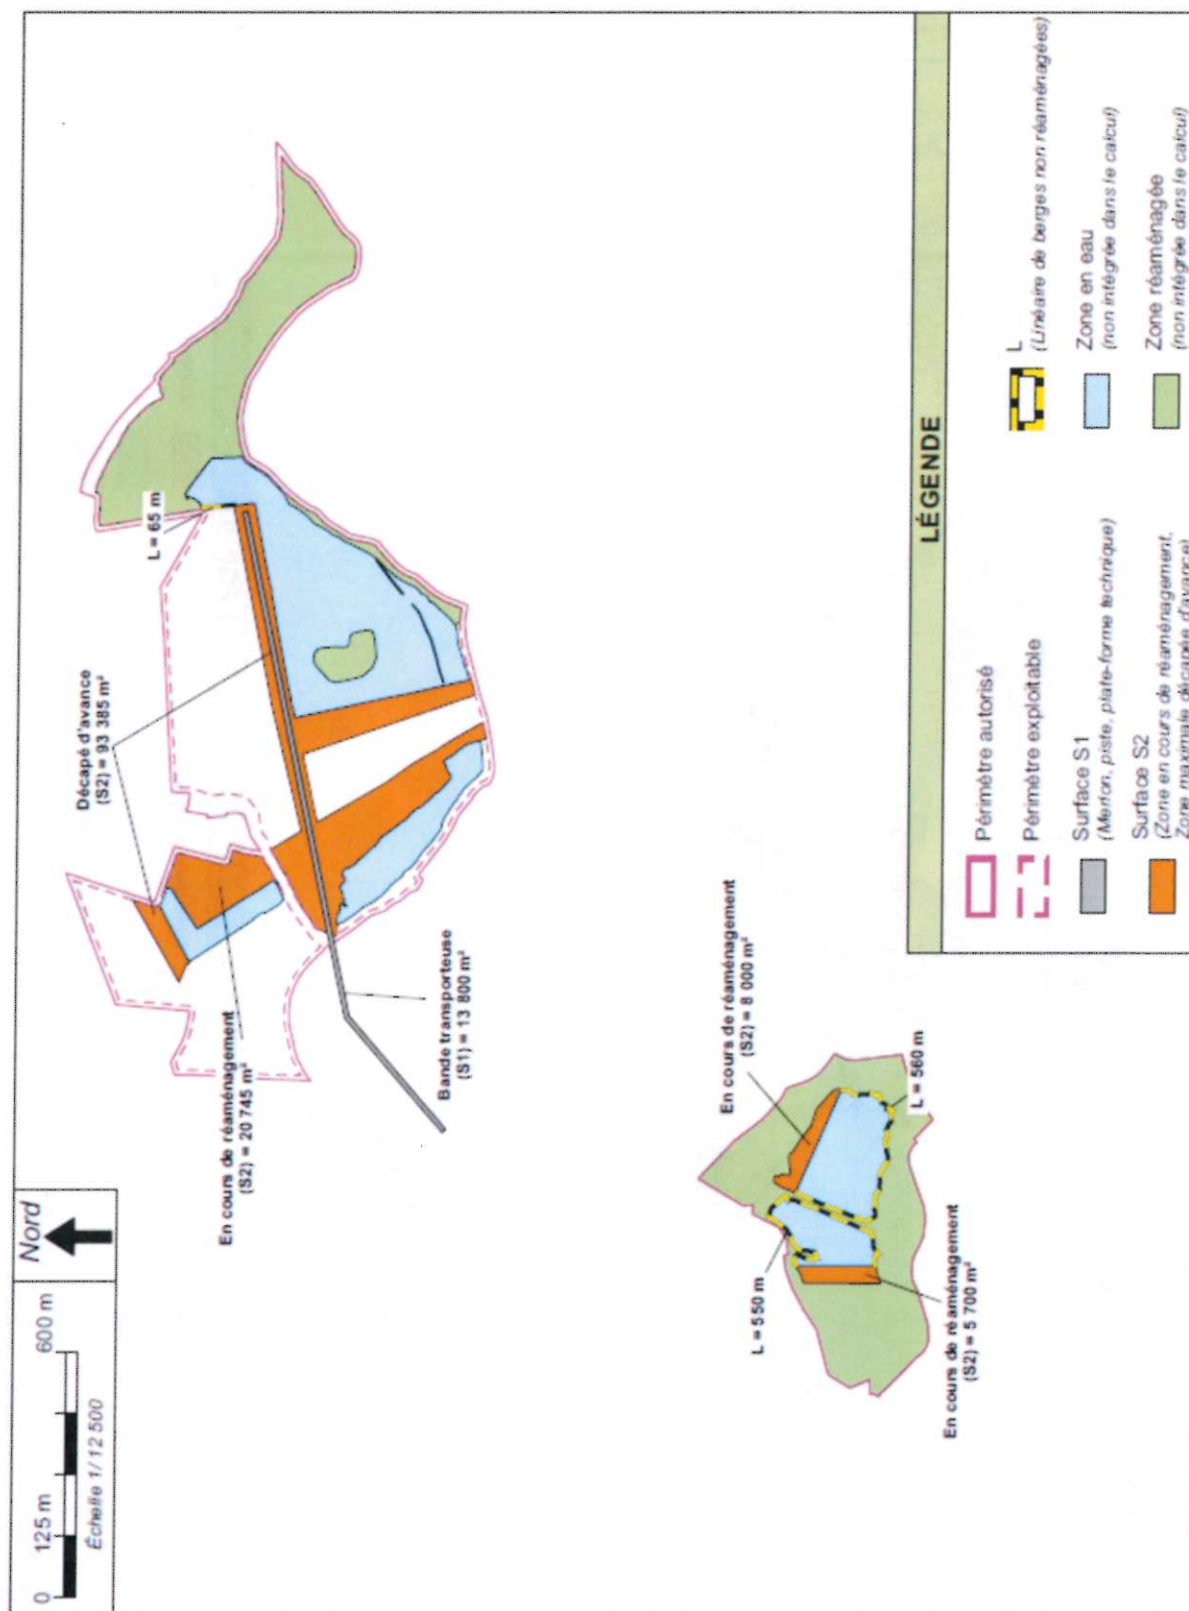 0
125 m
600 m
Échelle 1/12 500
Nord
L = 65 m
Décapé d'avance
(S2) = 93 385 m²
En cours de réaménagement
(S2) = 20 745 m²
Bande transporteuse
(S1) = 13 800 m²
En cours de réaménagement
(S2) = 8 000 m²
L = 560 m
L = 550 m
En cours de réaménagement
(S2) = 5 700 m²
LÉGENDE
Périmètre autorisé
Périmètre exploitable
Surface S1
(Merlon, piste, plate-forme technique)
Surface S2
(Zone en cours de réaménagement,
Zone maximale décapée d'avance)
L
(Linéaire de berges non réaménagées)
Zone en eau
(non intégrée dans le calcul)
Zone réaménagée
(non intégrée dans le calcul)